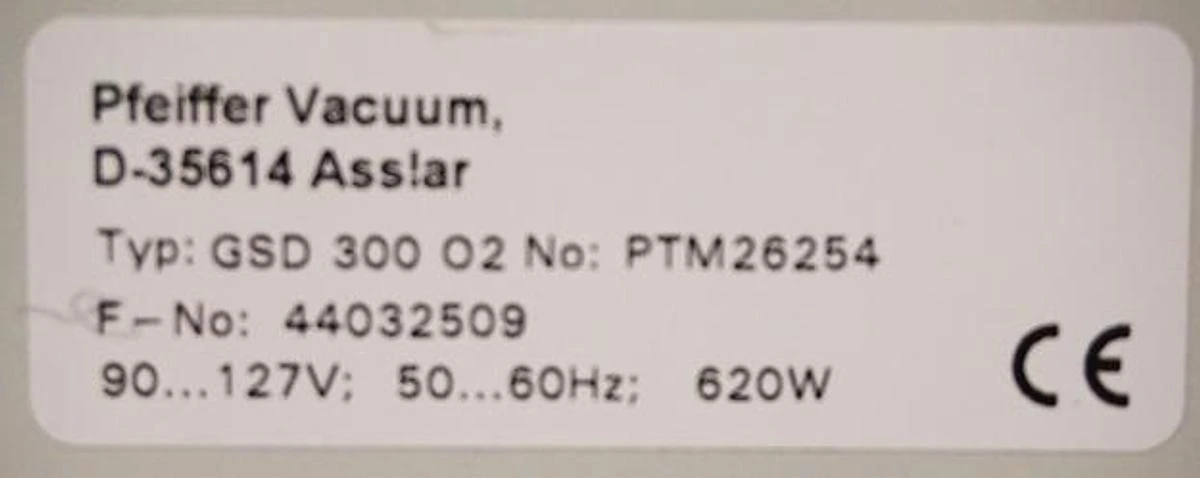 Pfeiffer Vacuum,
D-35614 Ass!ar
Typ: GSD 300 O2 No: PTM26254
F-No: 44032509
90...127V; 50...60Hz; 620W
CE